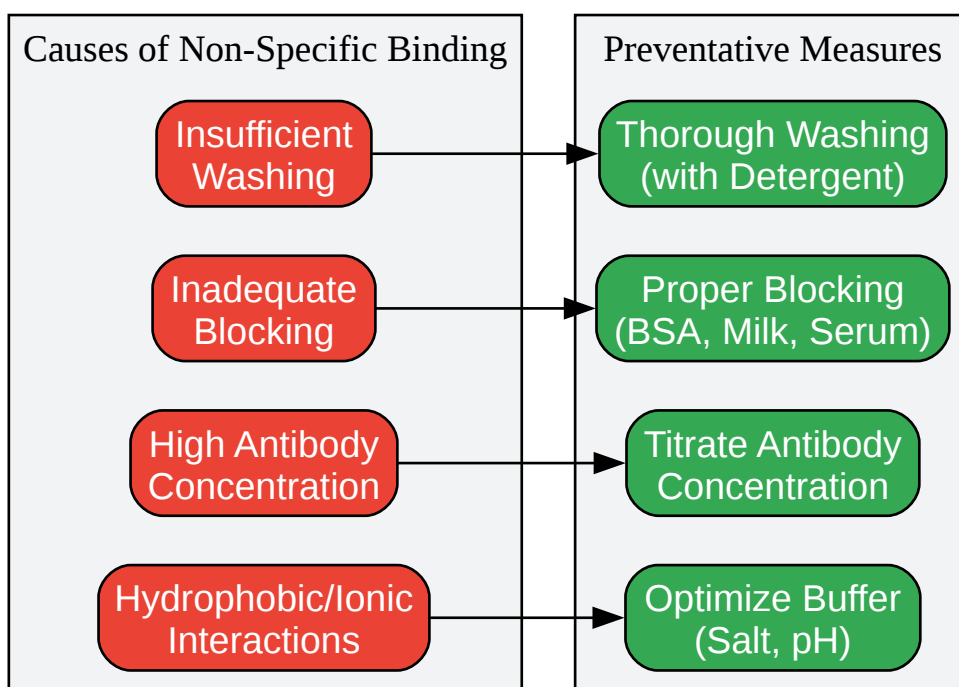 Causes of Non-Specific Binding
Insufficient
Washing
Inadequate
Blocking
High Antibody
Concentration
Hydrophobic/Ionic
Interactions
Preventative Measures
Thorough Washing
(with Detergent)
Proper Blocking
(BSA, Milk, Serum)
Titrate Antibody
Concentration
Optimize Buffer
(Salt, pH)